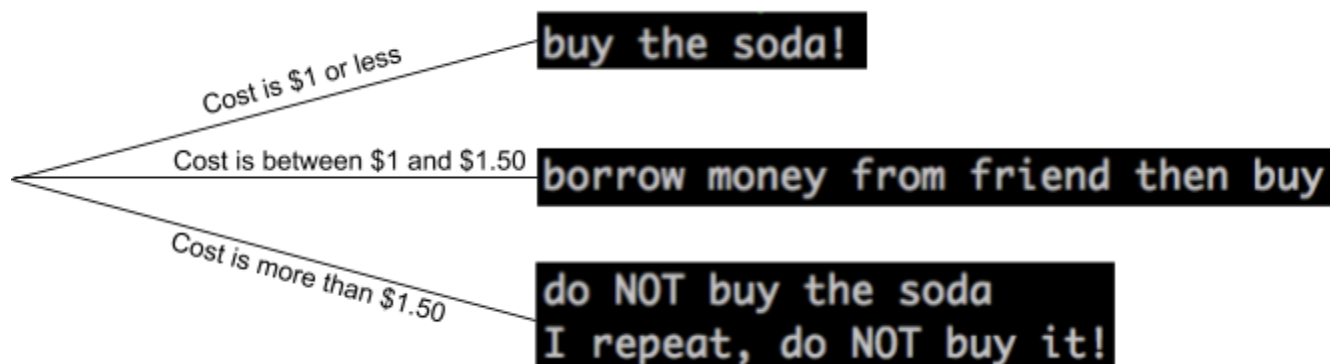 Cost is $1 or less
buy the soda!
Cost is between $1 and $1.50
borrow money from friend then buy
Cost is more than $1.50
do NOT buy the soda
I repeat, do NOT buy it!